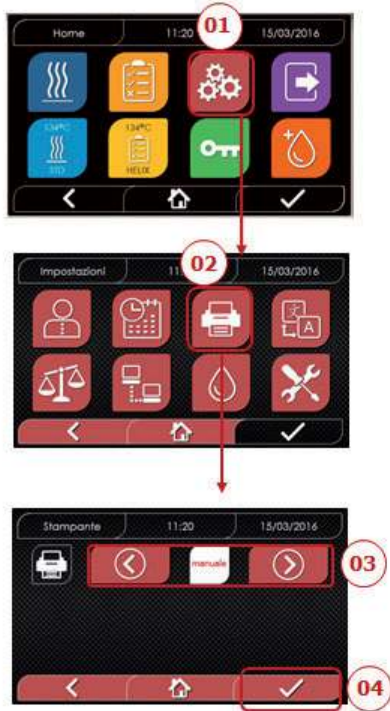 01
Home 11:20 15/03/2016
134°C
STD
134°C
HELIX
02
Impostazioni 11 15/03/2016
文
A
Stampante 11:20 15/03/2016
manuale
03
04